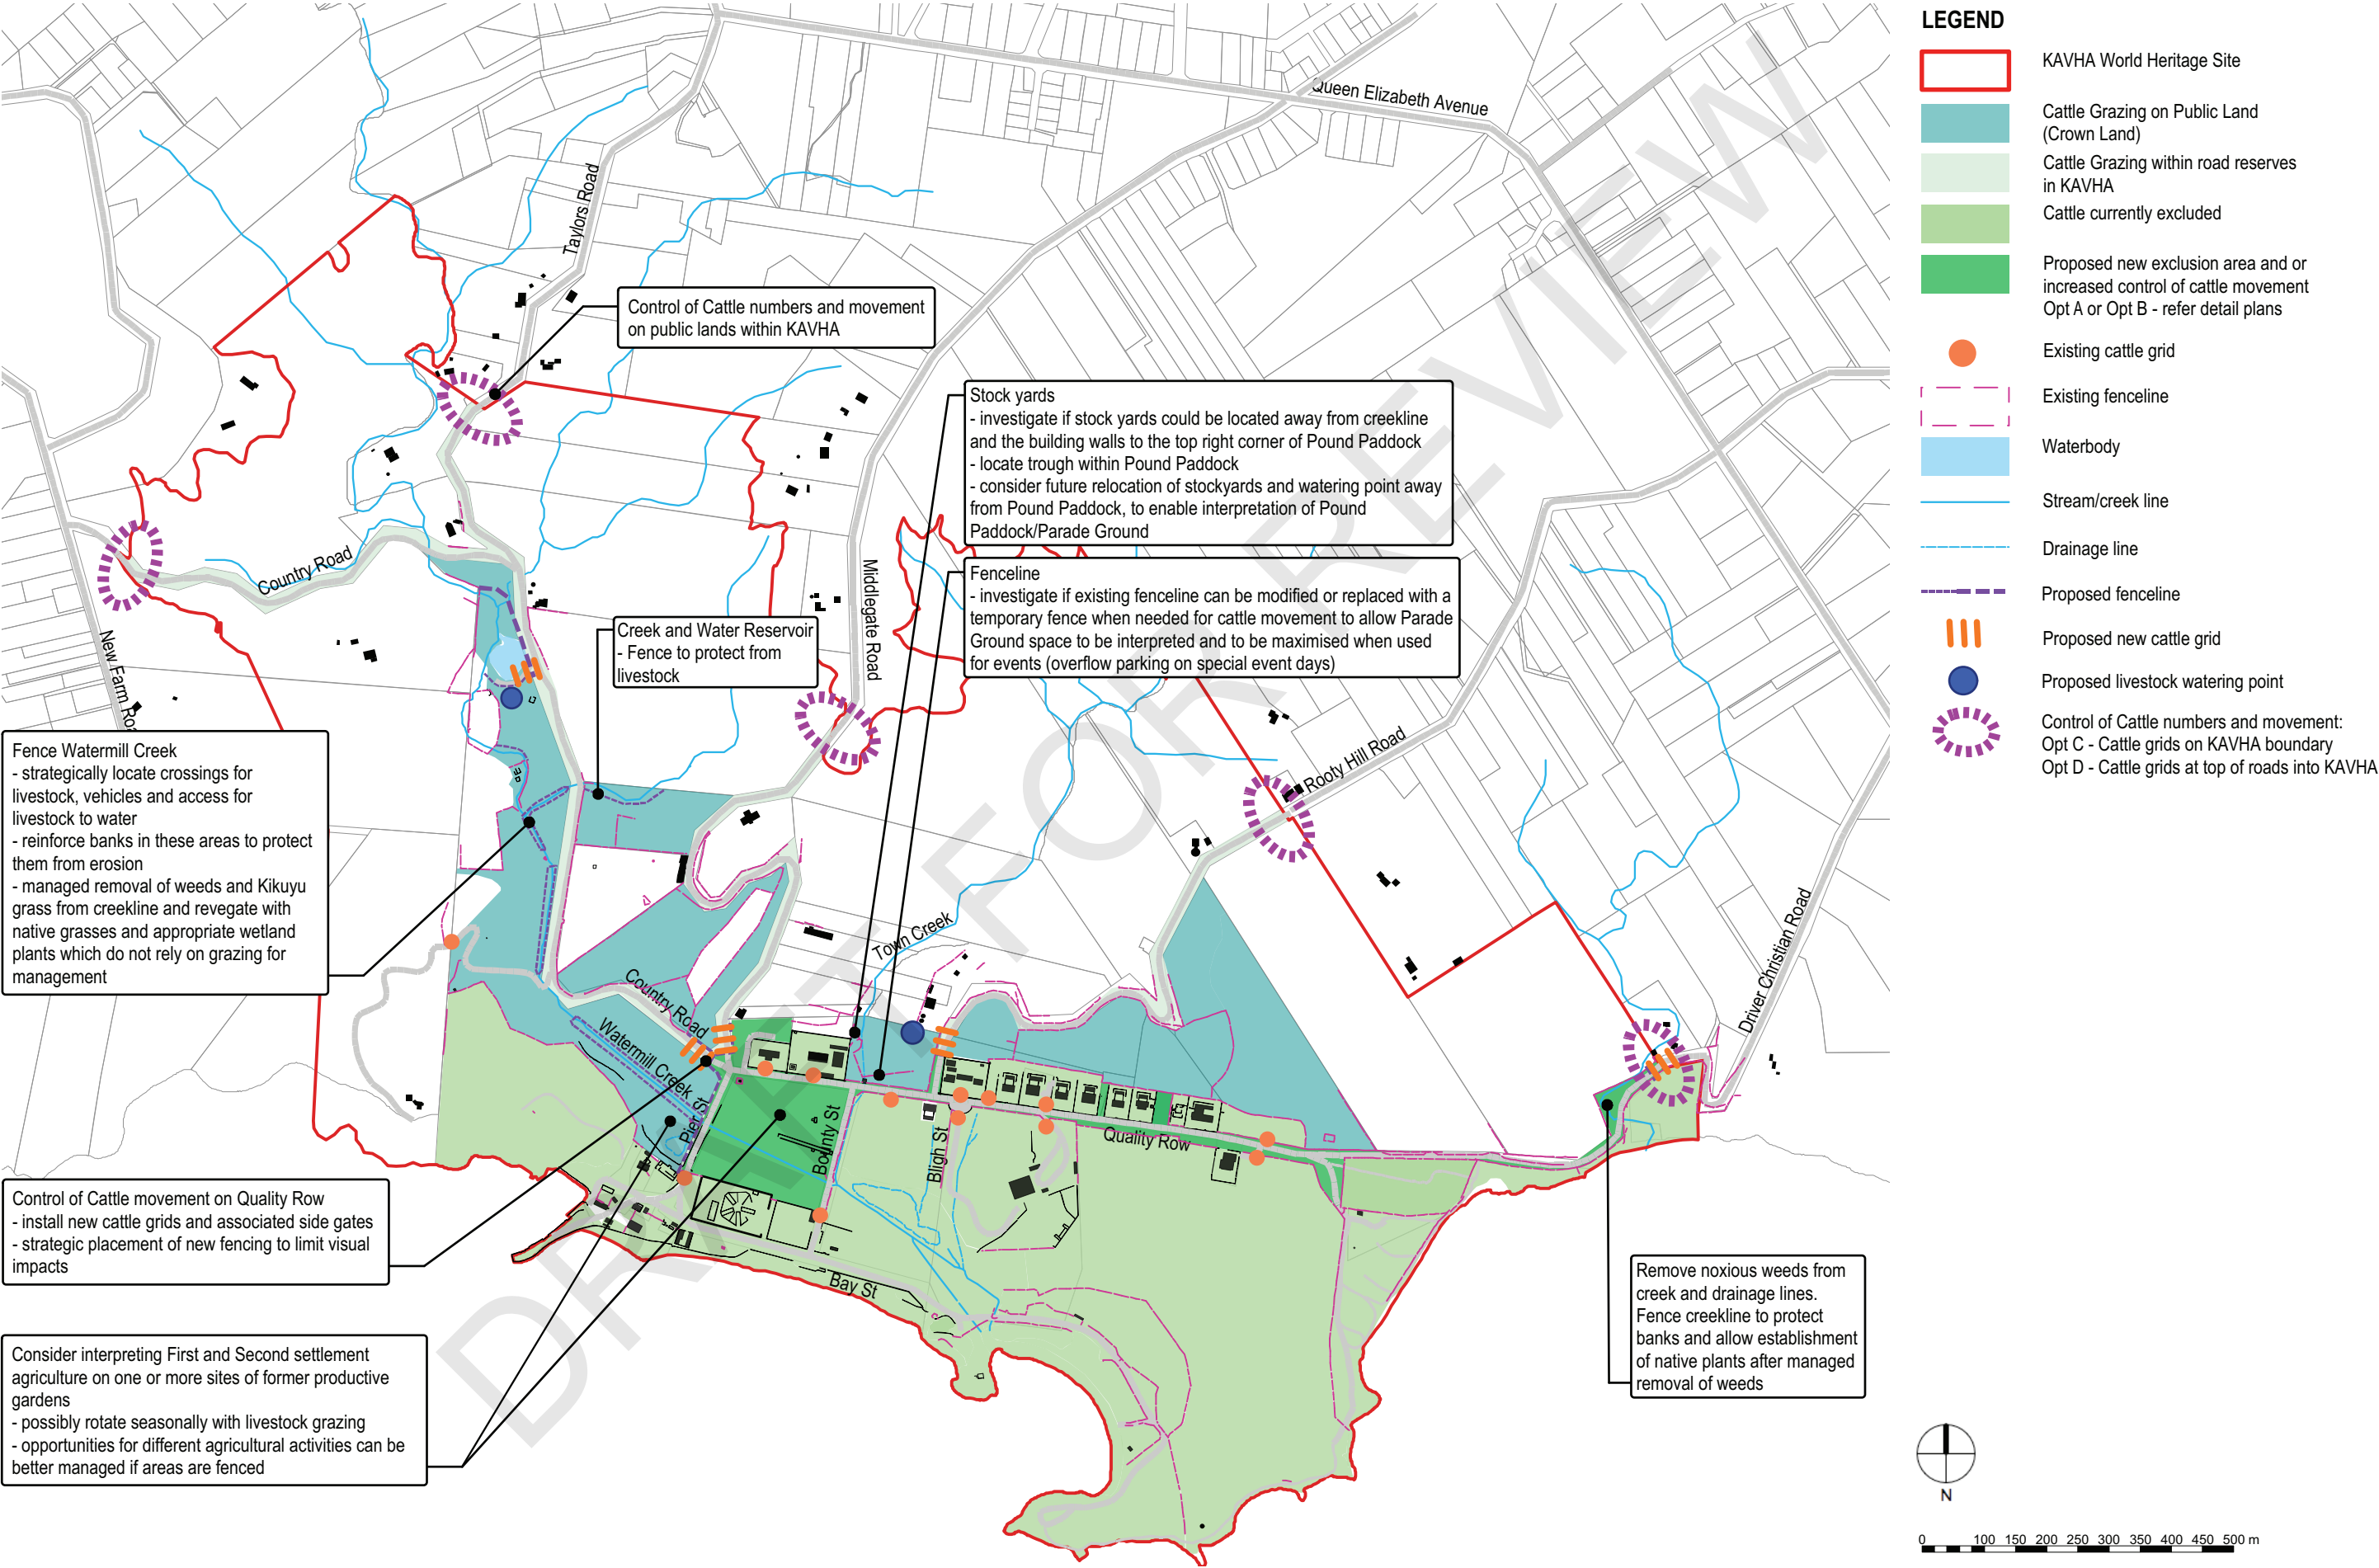 LEGEND
KAVHA World Heritage Site
Cattle Grazing on Public Land
(Crown Land)
Cattle Grazing within road reserves
in KAVHA
Cattle currently excluded
Proposed new exclusion area and or
increased control of cattle movement
Opt A or Opt B - refer detail plans
Existing cattle grid
Existing fenceline
Waterbody
Stream/creek line
Drainage line
Proposed fenceline
Proposed new cattle grid
Proposed livestock watering point
Control of Cattle numbers and movement:
Opt C - Cattle grids on KAVHA boundary
Opt D - Cattle grids at top of roads into KAVHA
Queen Elizabeth Avenue
Taylors Road
Control of Cattle numbers and movement
on public lands within KAVHA
Stock yards
- investigate if stock yards could be located away from creekline
and the building walls to the top right corner of Pound Paddock
- locate trough within Pound Paddock
- consider future relocation of stockyards and watering point away
from Pound Paddock, to enable interpretation of Pound
Paddock/Parade Ground
Fenceline
- investigate if existing fenceline can be modified or replaced with a
temporary fence when needed for cattle movement to allow Parade
Ground space to be interpreted and to be maximised when used
for events (overflow parking on special event days)
Country Road
Middlegate Road
Creek and Water Reservoir
- Fence to protect from
livestock
New Farm Ro
Rooty Hill Road
Fence Watermill Creek
- strategically locate crossings for
livestock, vehicles and access for
livestock to water
- reinforce banks in these areas to protect
them from erosion
- managed removal of weeds and Kikuyu
grass from creekline and revegate with
native grasses and appropriate wetland
plants which do not rely on grazing for
management
Town Creek
Driver Christian Road
Country Road
Watermill Creek
Pier St
Bounty St
Bligh St
Quality Row
Bay St
Control of Cattle movement on Quality Row
- install new cattle grids and associated side gates
- strategic placement of new fencing to limit visual
impacts
Consider interpreting First and Second settlement
agriculture on one or more sites of former productive
gardens
- possibly rotate seasonally with livestock grazing
- opportunities for different agricultural activities can be
better managed if areas are fenced
Remove noxious weeds from
creek and drainage lines.
Fence creekline to protect
banks and allow establishment
of native plants after managed
removal of weeds
DRAFT FOR REVIEW
N
0 100 150 200 250 300 350 400 450 500 m